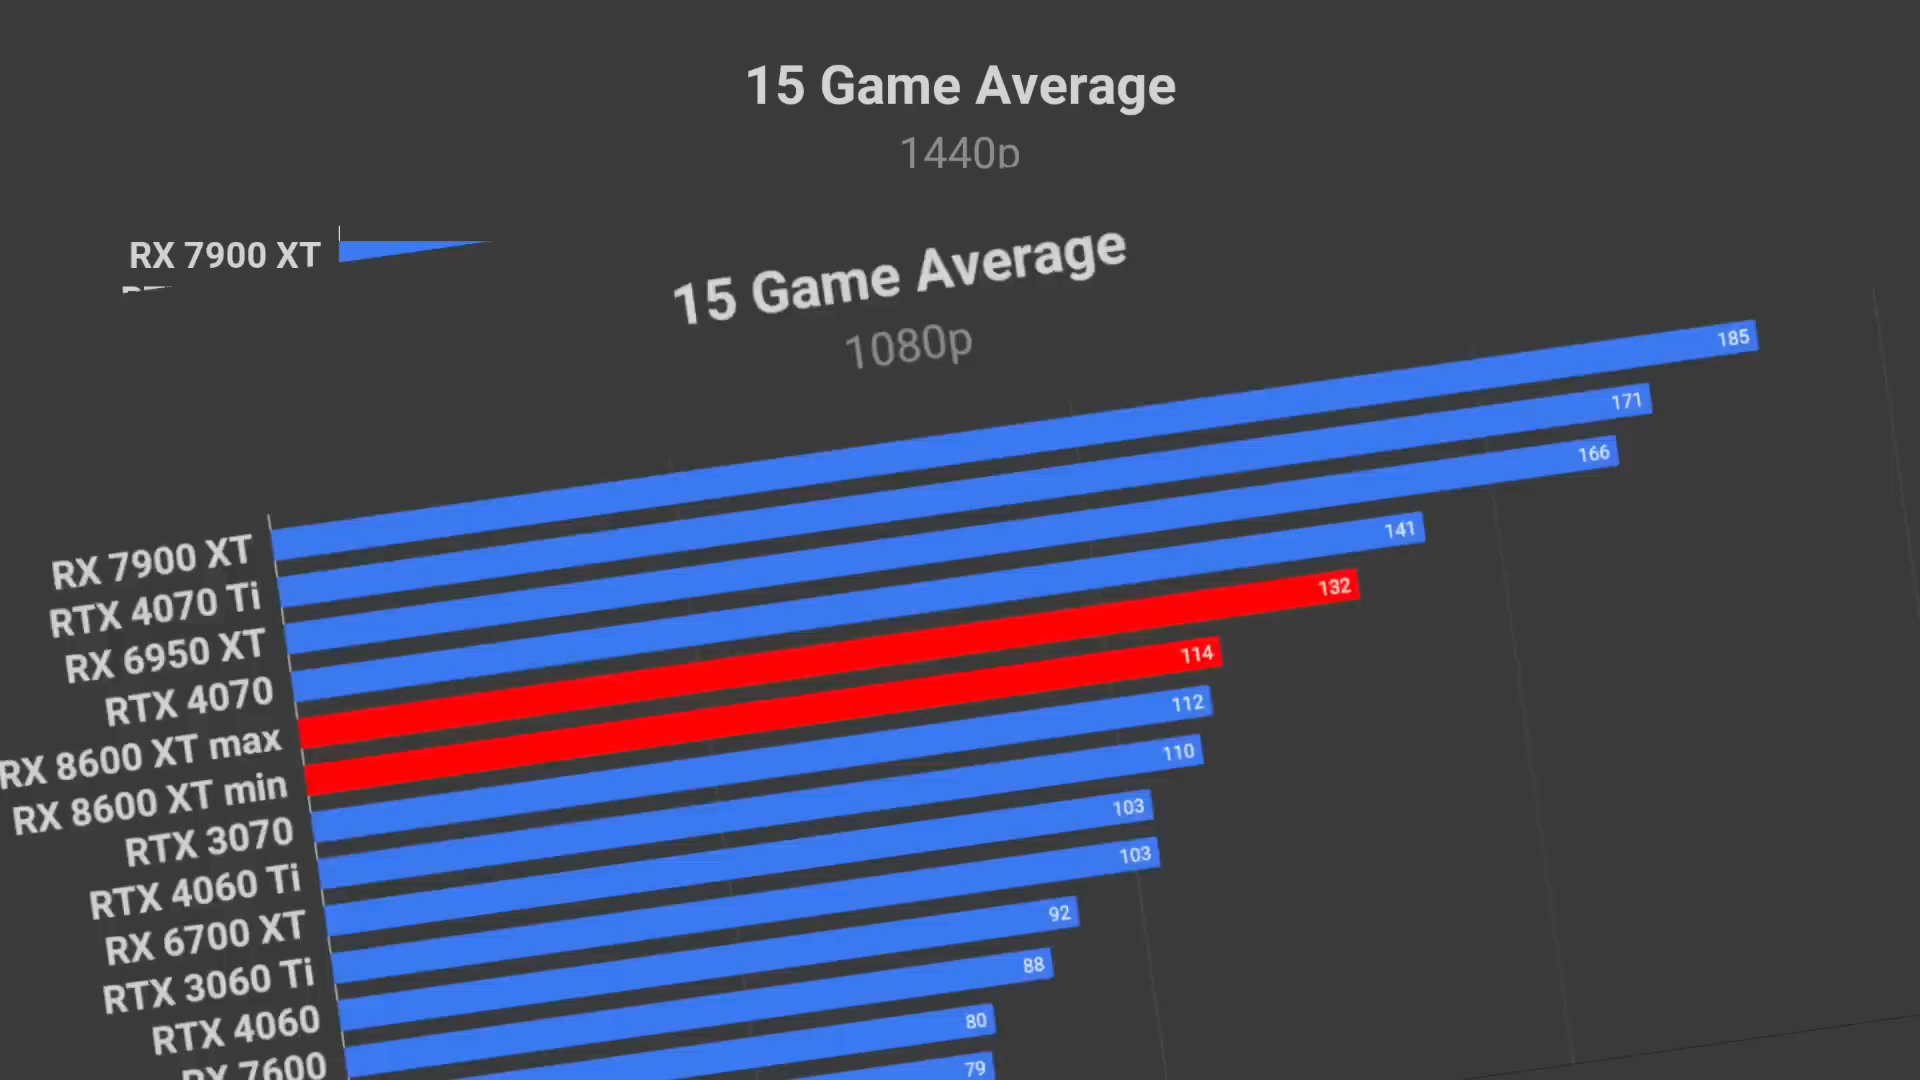 15 Game Average
1440p
RX 7900 XT
15 Game Average
1080p
RX 7900 XT 185
RTX 4070 Ti 171
RX 6950 XT 166
RTX 4070 141
RX 8600 XT max 132
RX 8600 XT min 114
RTX 3070 112
RTX 4060 Ti 110
RX 6700 XT 103
RTX 3060 Ti 103
RTX 4060 92
RX 7600 88
80
79